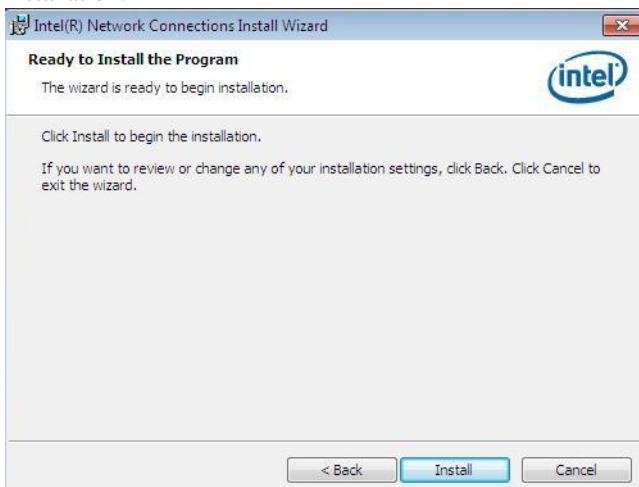 Intel(R) Network Connections Install Wizard
Ready to Install the Program
The wizard is ready to begin installation.
intel
Click Install to begin the installation.
If you want to review or change any of your installation settings, click Back. Click Cancel to
exit the wizard.
< Back
Install
Cancel